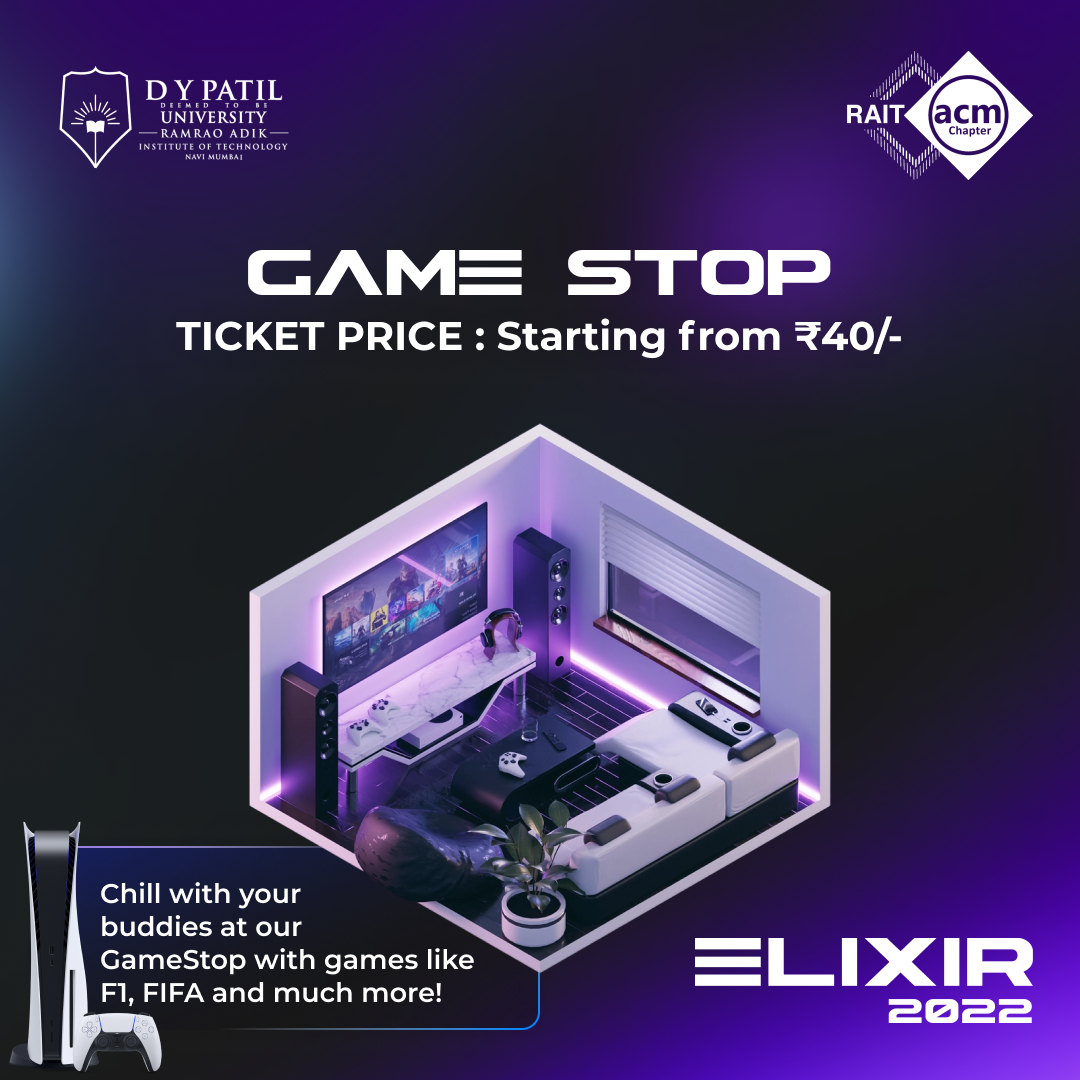 D Y PATIL
DEEMED TO BE
UNIVERSITY
RAMRAO ADIK
INSTITUTE OF TECHNOLOGY
NAVI MUMBAI
RAIT acm
Chapter
GAME STOP
TICKET PRICE : Starting from ₹40/-
Chill with your
buddies at our
GameStop with games like
F1, FIFA and much more!
ELIXIR
2022